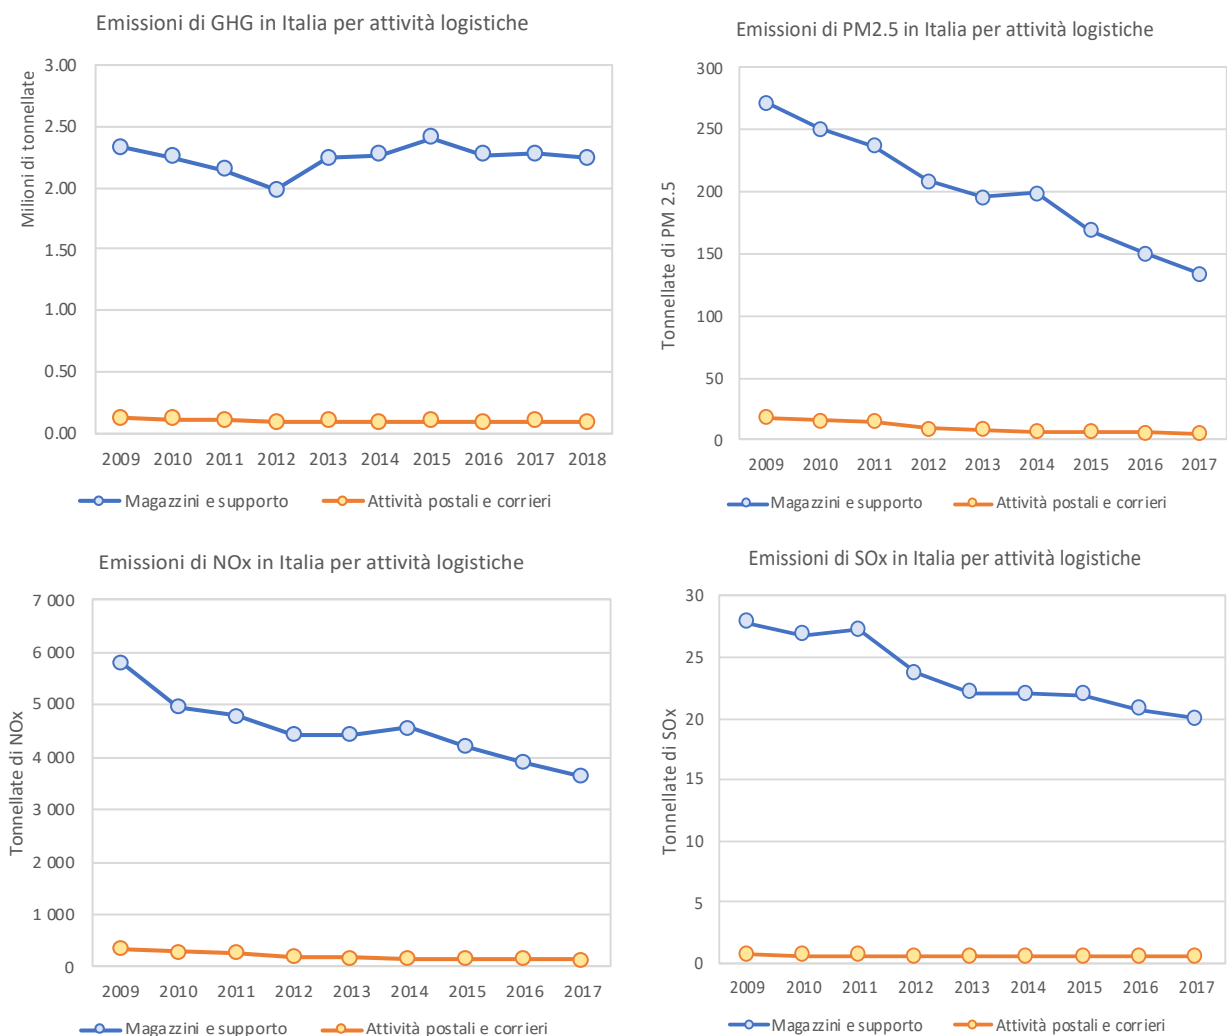 Emissioni di GHG in Italia per attività logistiche
Milioni di tonnellate
3.00
2.50
2.00
1.50
1.00
0.50
0.00
2009 2010 2011 2012 2013 2014 2015 2016 2017 2018
Magazzini e supporto Attività postali e corrieri
Emissioni di PM2.5 in Italia per attività logistiche
Tonnellate di PM 2.5
300
250
200
150
100
50
0
2009 2010 2011 2012 2013 2014 2015 2016 2017
Magazzini e supporto Attività postali e corrieri
Emissioni di NOx in Italia per attività logistiche
Tonnellate di NOx
7 000
6 000
5 000
4 000
3 000
2 000
1 000
0
2009 2010 2011 2012 2013 2014 2015 2016 2017
Magazzini e supporto Attività postali e corrieri
Emissioni di SOx in Italia per attività logistiche
Tonnellate di SOx
30
25
20
15
10
5
0
2009 2010 2011 2012 2013 2014 2015 2016 2017
Magazzini e supporto Attività postali e corrieri